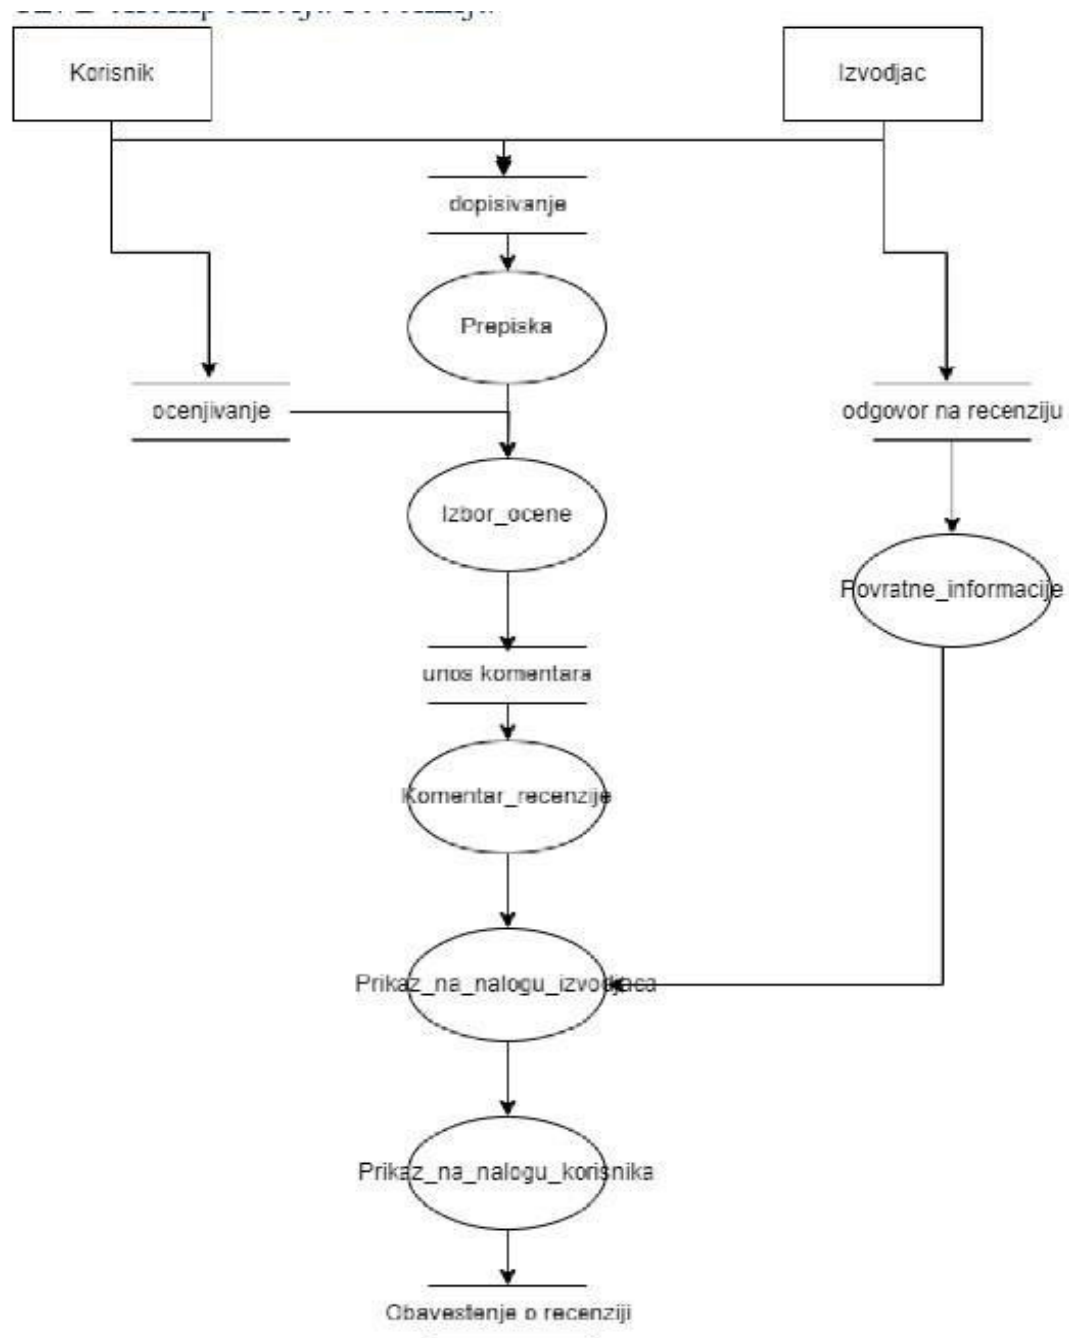 Korisnik
Izvodjac
dopisivanje
Prepiska
ocenjivanje
odgovor na recenziju
Izbor_ocene
Povratne_informacije
unos komentara
Komentar_recenzije
Prikaz_na_nalogu_izvodjaca
Prikaz_na_nalogu_korisnika
Obavestenje o recenziji